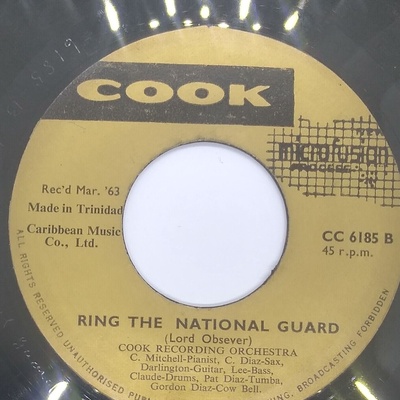 COOK
NEW
microfusion
PROCESS
Rec'd Mar. '63
Made in Trinidad
Caribbean Music
Co., Ltd.
CC 6185 B
45 r.p.m.
RING THE NATIONAL GUARD
(Lord Obsever)
COOK RECORDING ORCHESTRA
C. Mitchell-Pianist, C. Diaz-Sax,
Darlington-Guitar, Lee-Bass,
Claude-Drums, Pat Diaz-Tumba,
Gordon Diaz-Cow Bell.
ALL RIGHTS RESERVED UNAUTHORISED BROADCASTING FORBIDDEN